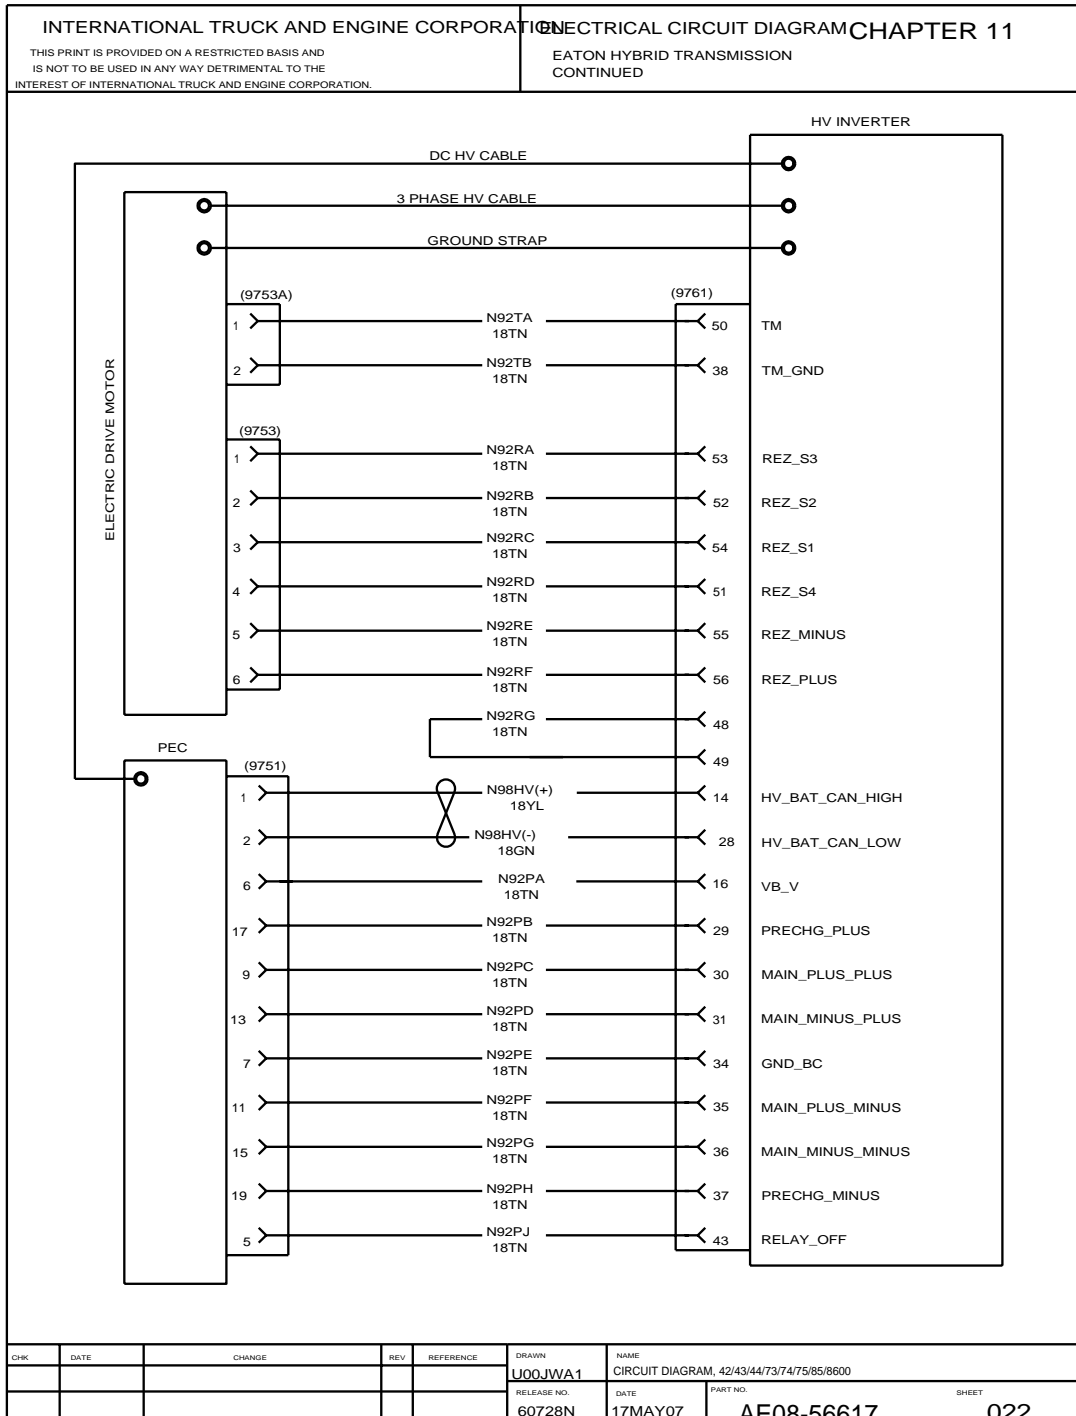 INTERNATIONAL TRUCK AND ENGINE CORPORATION
THIS PRINT IS PROVIDED ON A RESTRICTED BASIS AND
IS NOT TO BE USED IN ANY WAY DETRIMENTAL TO THE
INTEREST OF INTERNATIONAL TRUCK AND ENGINE CORPORATION.
ELECTRICAL CIRCUIT DIAGRAM CHAPTER 11
EATON HYBRID TRANSMISSION
CONTINUED
HV INVERTER
DC HV CABLE
3 PHASE HV CABLE
GROUND STRAP
ELECTRIC DRIVE MOTOR
(9753A) (9761)
1 N92TA 18TN 50 TM
2 N92TB 18TN 38 TM_GND
(9753)
1 N92RA 18TN 53 REZ_S3
2 N92RB 18TN 52 REZ_S2
3 N92RC 18TN 54 REZ_S1
4 N92RD 18TN 51 REZ_S4
5 N92RE 18TN 55 REZ_MINUS
6 N92RF 18TN 56 REZ_PLUS
N92RG 18TN 48
49
PEC
(9751)
1 N98HV(+) 18YL 14 HV_BAT_CAN_HIGH
2 N98HV(-) 18GN 28 HV_BAT_CAN_LOW
6 N92PA 18TN 16 VB_V
17 N92PB 18TN 29 PRECHG_PLUS
9 N92PC 18TN 30 MAIN_PLUS_PLUS
13 N92PD 18TN 31 MAIN_MINUS_PLUS
7 N92PE 18TN 34 GND_BC
11 N92PF 18TN 35 MAIN_PLUS_MINUS
15 N92PG 18TN 36 MAIN_MINUS_MINUS
19 N92PH 18TN 37 PRECHG_MINUS
5 N92PJ 18TN 43 RELAY_OFF
CHK DATE CHANGE REV REFERENCE
DRAWN
U00JWA1
NAME
CIRCUIT DIAGRAM, 42/43/44/73/74/75/85/8600
RELEASE NO.
60728N
DATE
17MAY07
PART NO.
AE08-56617
SHEET
022